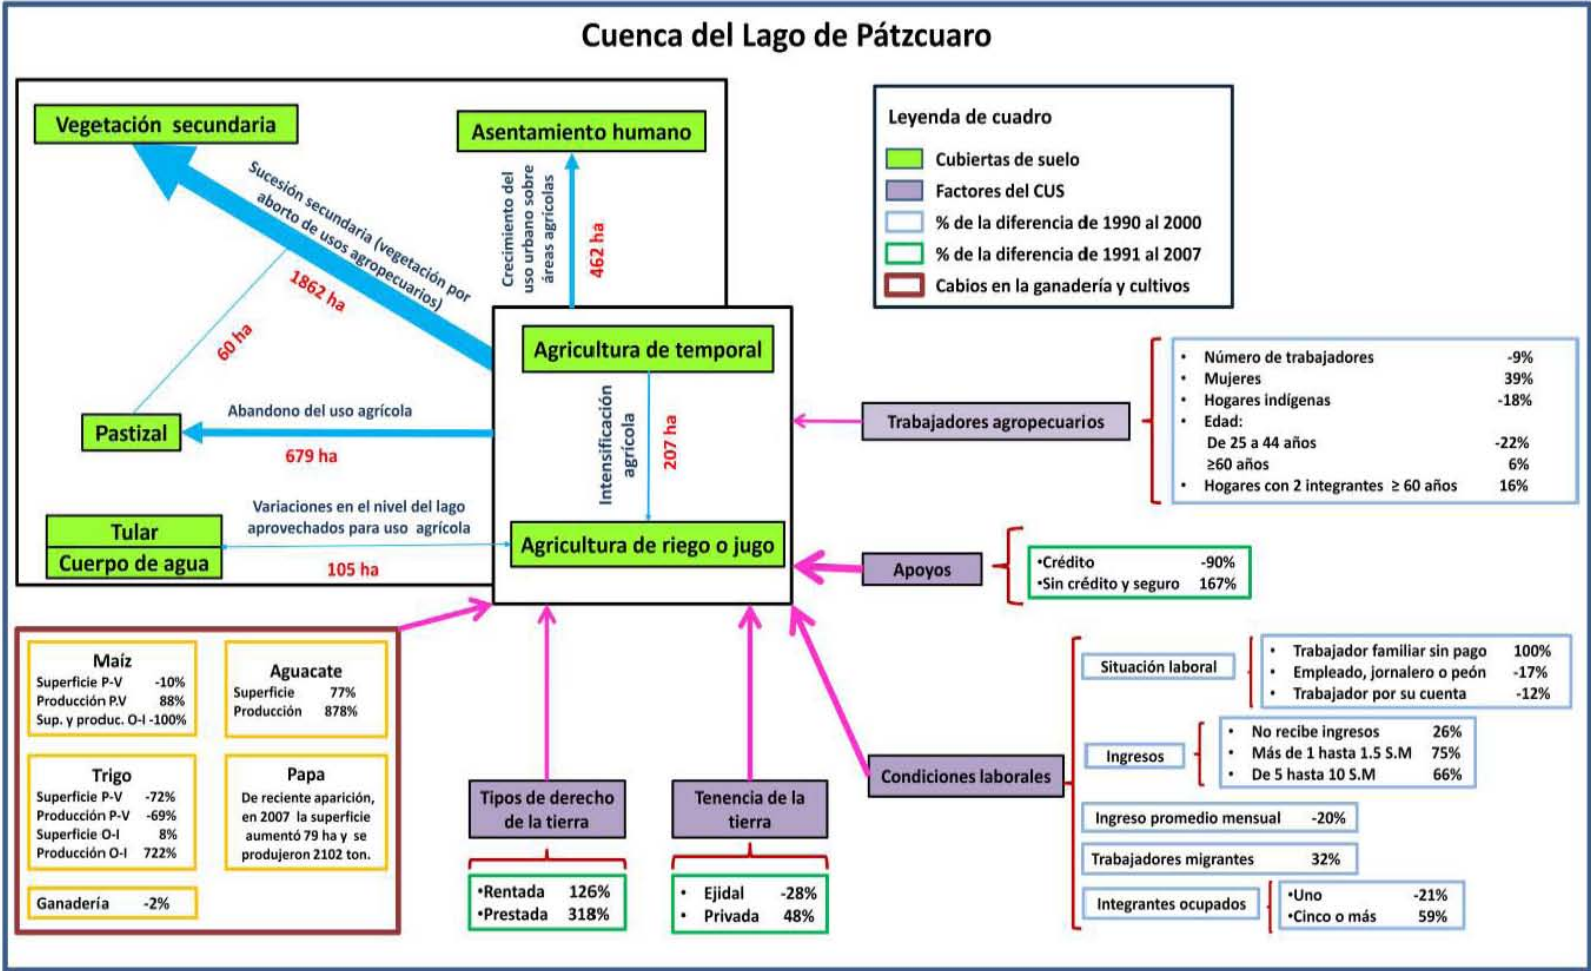 Cuenca del Lago de Pátzcuaro
Vegetación secundaria
Asentamiento humano
Sucesión secundaria (vegetación por
aborto de usos agropecuarios)
1862 ha
Crecimiento del
uso urbano sobre
áreas agrícolas
462 ha
60 ha
Agricultura de temporal
Intensificación
agrícola
207 ha
Pastizal
Abandono del uso agrícola
679 ha
Tular
Cuerpo de agua
Variaciones en el nivel del lago
aprovechados para uso agrícola
105 ha
Agricultura de riego o jugo
Leyenda de cuadro
Cubiertas de suelo
Factores del CUS
% de la diferencia de 1990 al 2000
% de la diferencia de 1991 al 2007
Cabios en la ganadería y cultivos
Trabajadores agropecuarios
• Número de trabajadores -9%
• Mujeres 39%
• Hogares indígenas -18%
• Edad:
De 25 a 44 años -22%
≥60 años 6%
• Hogares con 2 integrantes ≥ 60 años 16%
Apoyos
•Crédito -90%
•Sin crédito y seguro 167%
Maíz
Superficie P-V -10%
Producción P.V 88%
Sup. y produc. O-I -100%
Aguacate
Superficie 77%
Producción 878%
Trigo
Superficie P-V -72%
Producción P-V -69%
Superficie O-I 8%
Producción O-I 722%
Papa
De reciente aparición,
en 2007 la superficie
aumentó 79 ha y se
produjeron 2102 ton.
Ganadería -2%
Tipos de derecho
de la tierra
•Rentada 126%
•Prestada 318%
Tenencia de la
tierra
• Ejidal -28%
• Privada 48%
Condiciones laborales
Situación laboral
• Trabajador familiar sin pago 100%
• Empleado, jornalero o peón -17%
• Trabajador por su cuenta -12%
Ingresos
• No recibe ingresos 26%
• Más de 1 hasta 1.5 S.M 75%
• De 5 hasta 10 S.M 66%
Ingreso promedio mensual -20%
Trabajadores migrantes 32%
Integrantes ocupados
•Uno -21%
•Cinco o más 59%